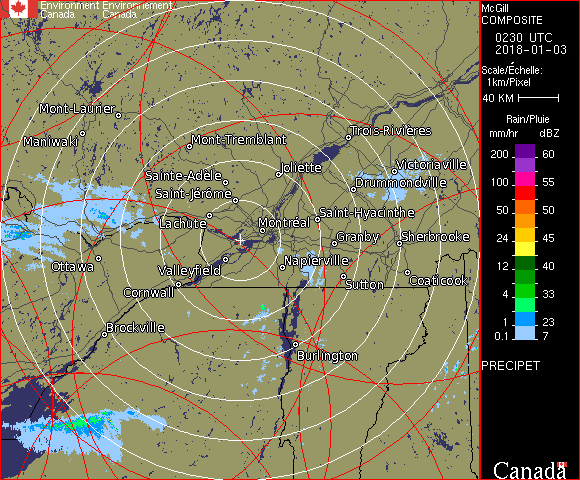 Environment Environnement
Canada Canada
McGill
COMPOSITE
0230 UTC
2018-01-03
Scale/Échelle:
1km/Pixel
40 KM
Rain/Pluie
mm/hr dBZ
200 60
100 55
50 50
24 45
12 40
4 33
1 23
0.1 7
PRECIPET
Canada
Mont-Laurier
Maniwaki
Mont-Tremblant
Trois-Rivières
Joliette
Victoriaville
Sainte-Adèle
Drummondville
Saint-Jérôme
Saint-Hyacinthe
Lachute
Montréal
Granby
Sherbrooke
Ottawa
Valleyfield
Napierville
Cornwall
Sutton
Coaticook
Brockville
Burlington